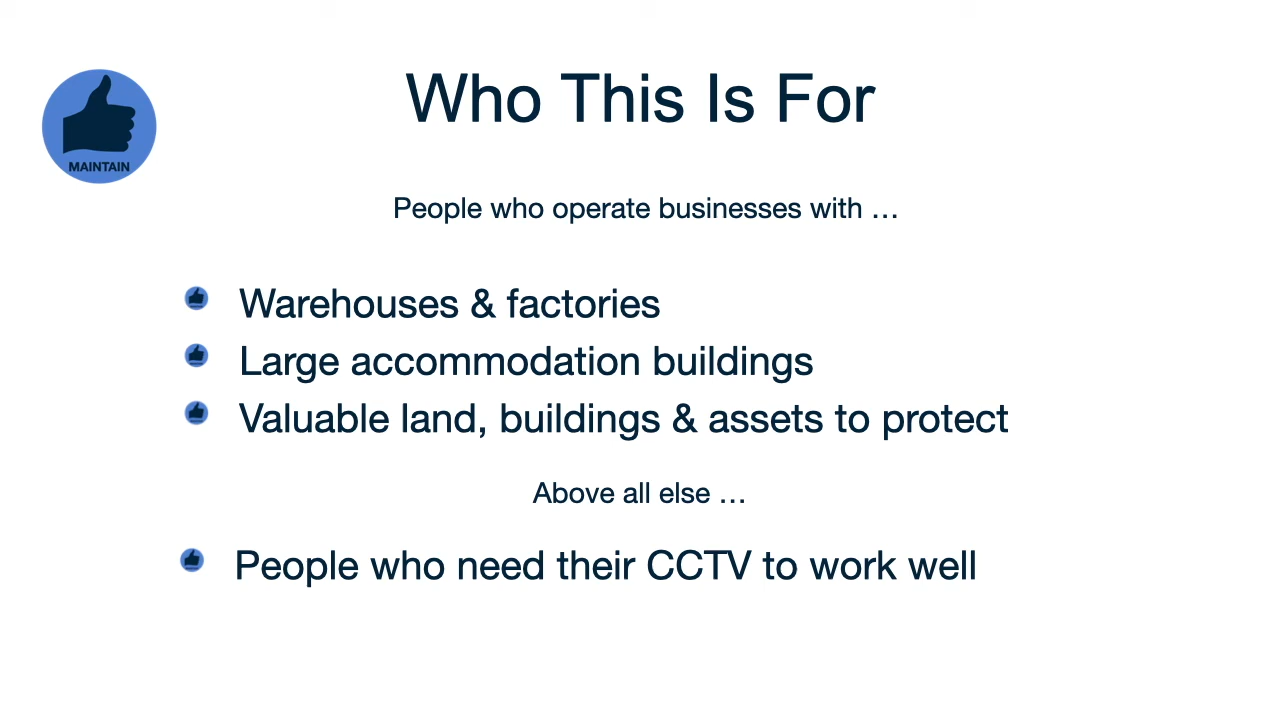 MAINTAIN
Who This Is For
People who operate businesses with …
Warehouses & factories
Large accommodation buildings
Valuable land, buildings & assets to protect
Above all else …
People who need their CCTV to work well